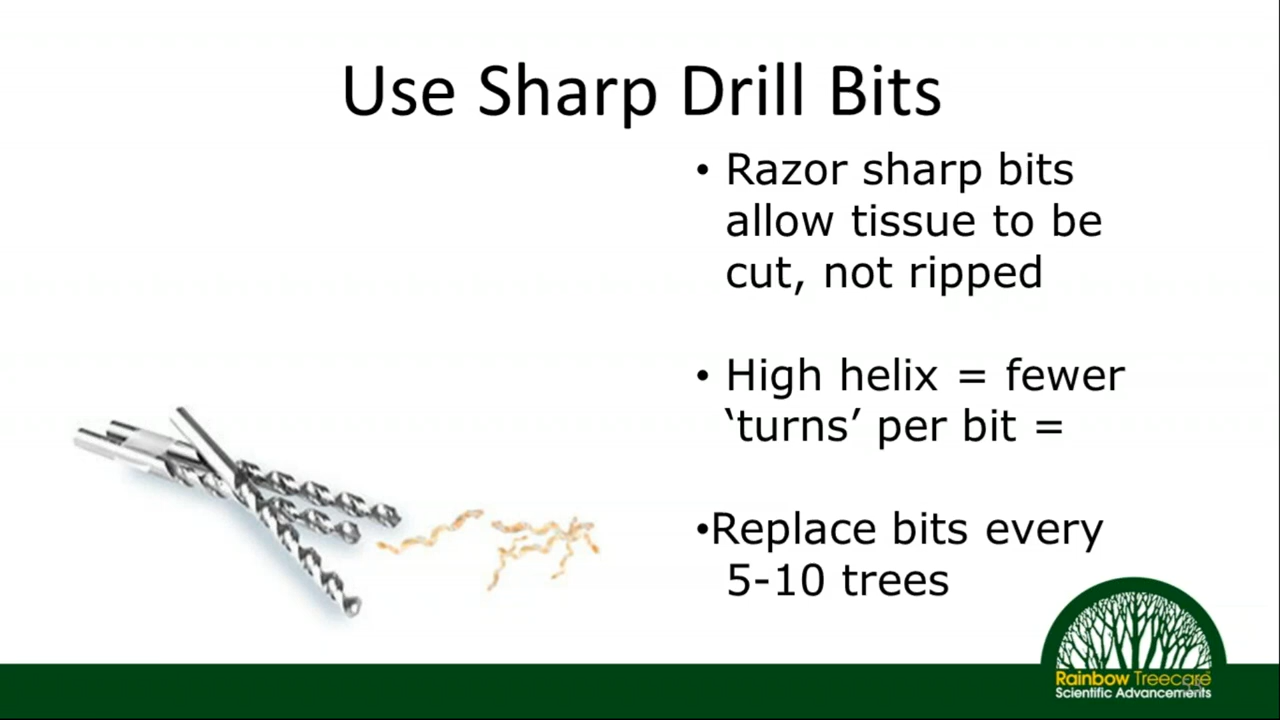 Use Sharp Drill Bits
• Razor sharp bits
allow tissue to be
cut, not ripped
• High helix = fewer
‘turns’ per bit =
•Replace bits every
5-10 trees
Rainbow Treecare
Scientific Advancements